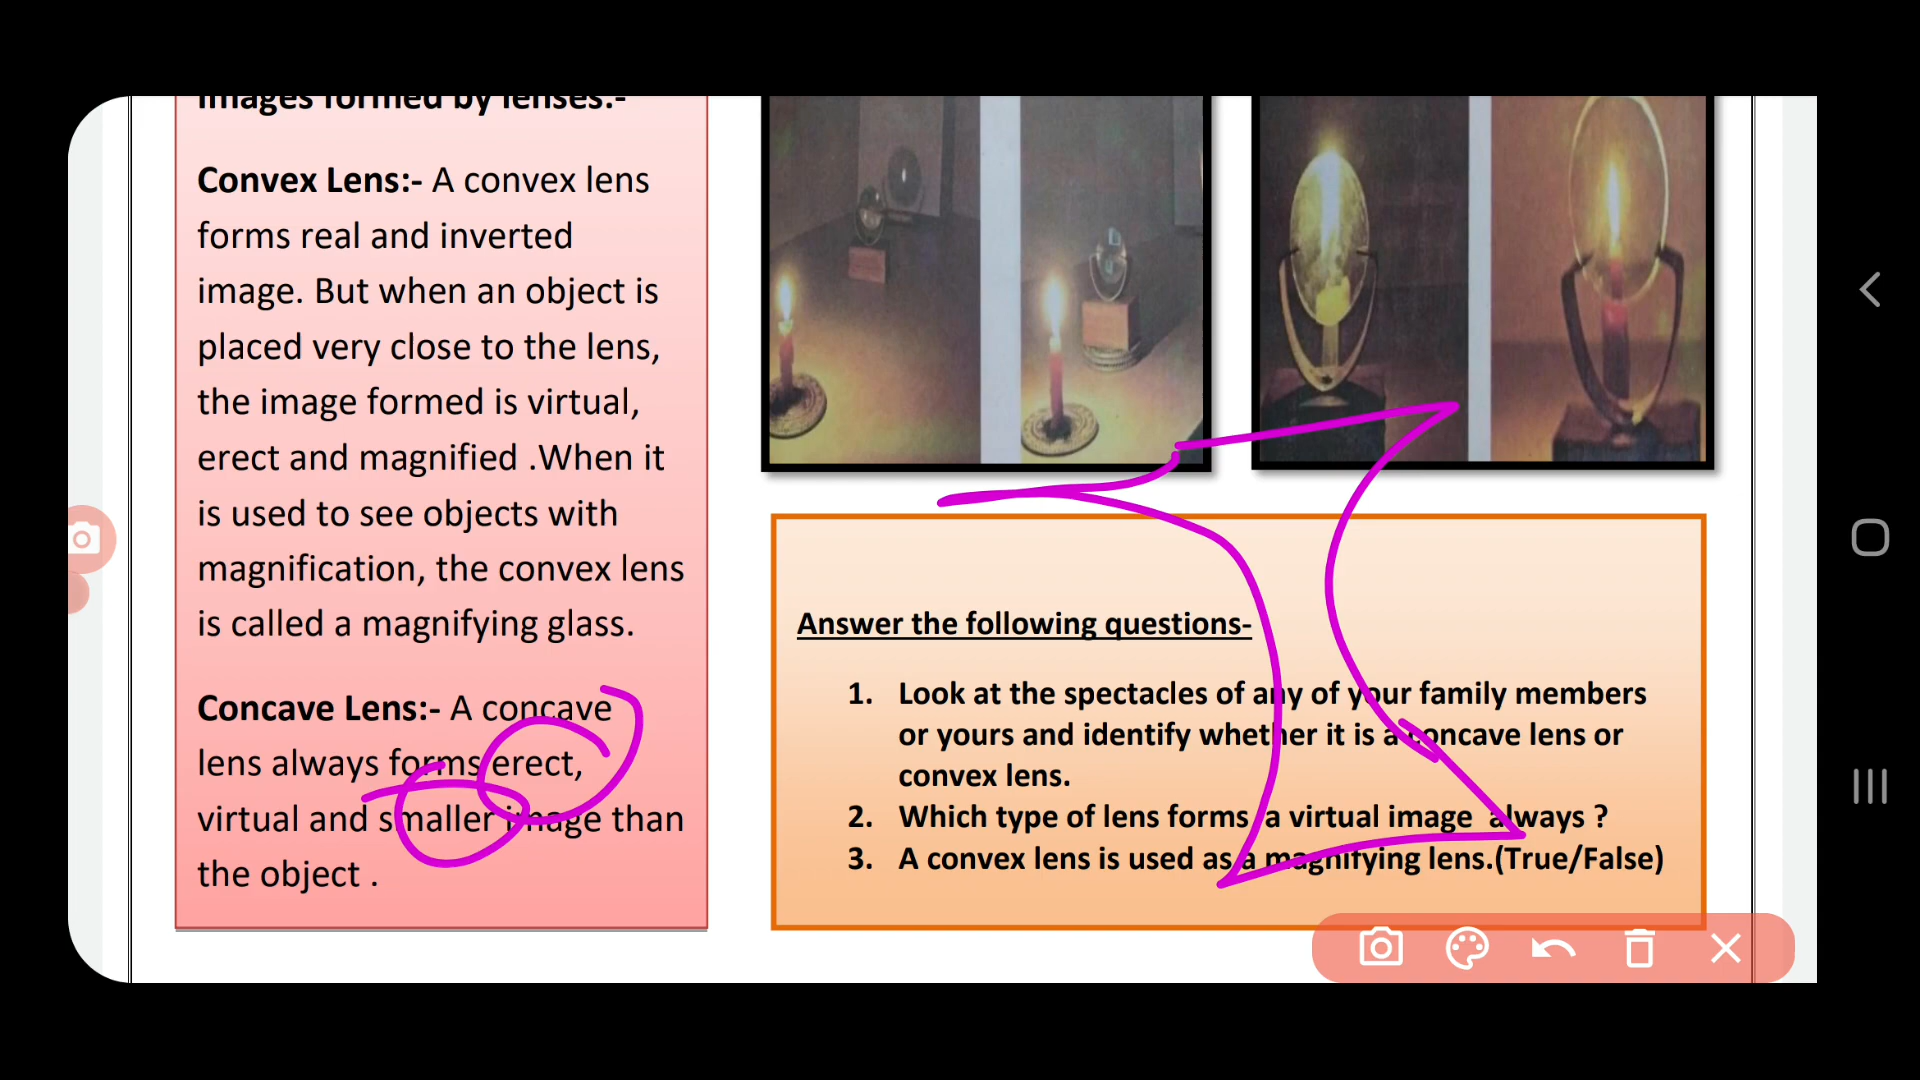 Images formed by lenses:-
Convex Lens:- A convex lens
forms real and inverted
image. But when an object is
placed very close to the lens,
the image formed is virtual,
erect and magnified .When it
is used to see objects with
magnification, the convex lens
is called a magnifying glass.
Concave Lens:- A concave
lens always forms erect,
virtual and smaller image than
the object .
Answer the following questions-
1. Look at the spectacles of any of your family members
or yours and identify whether it is a concave lens or
convex lens.
2. Which type of lens forms a virtual image always ?
3. A convex lens is used as a magnifying lens.(True/False)